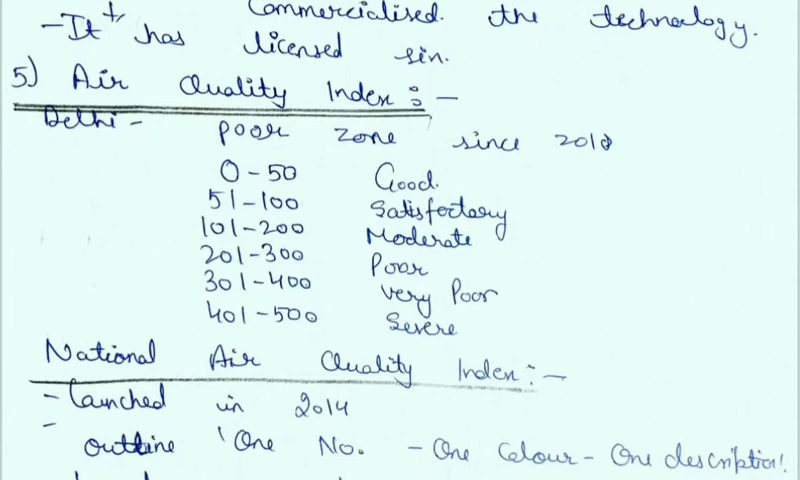 Commercialised. the technology.
- It has licensed sin.
5) Air Quality Index :-
Delhi - Poor zone since 2018
0-50 Good.
51-100 Satisfactory
101-200 Moderate
201-300 Poor
301-400 very Poor
401-500 Severe
National Air Quality Index :-
- launched in 2014
- outline 'One No. - One Colour - One description'.